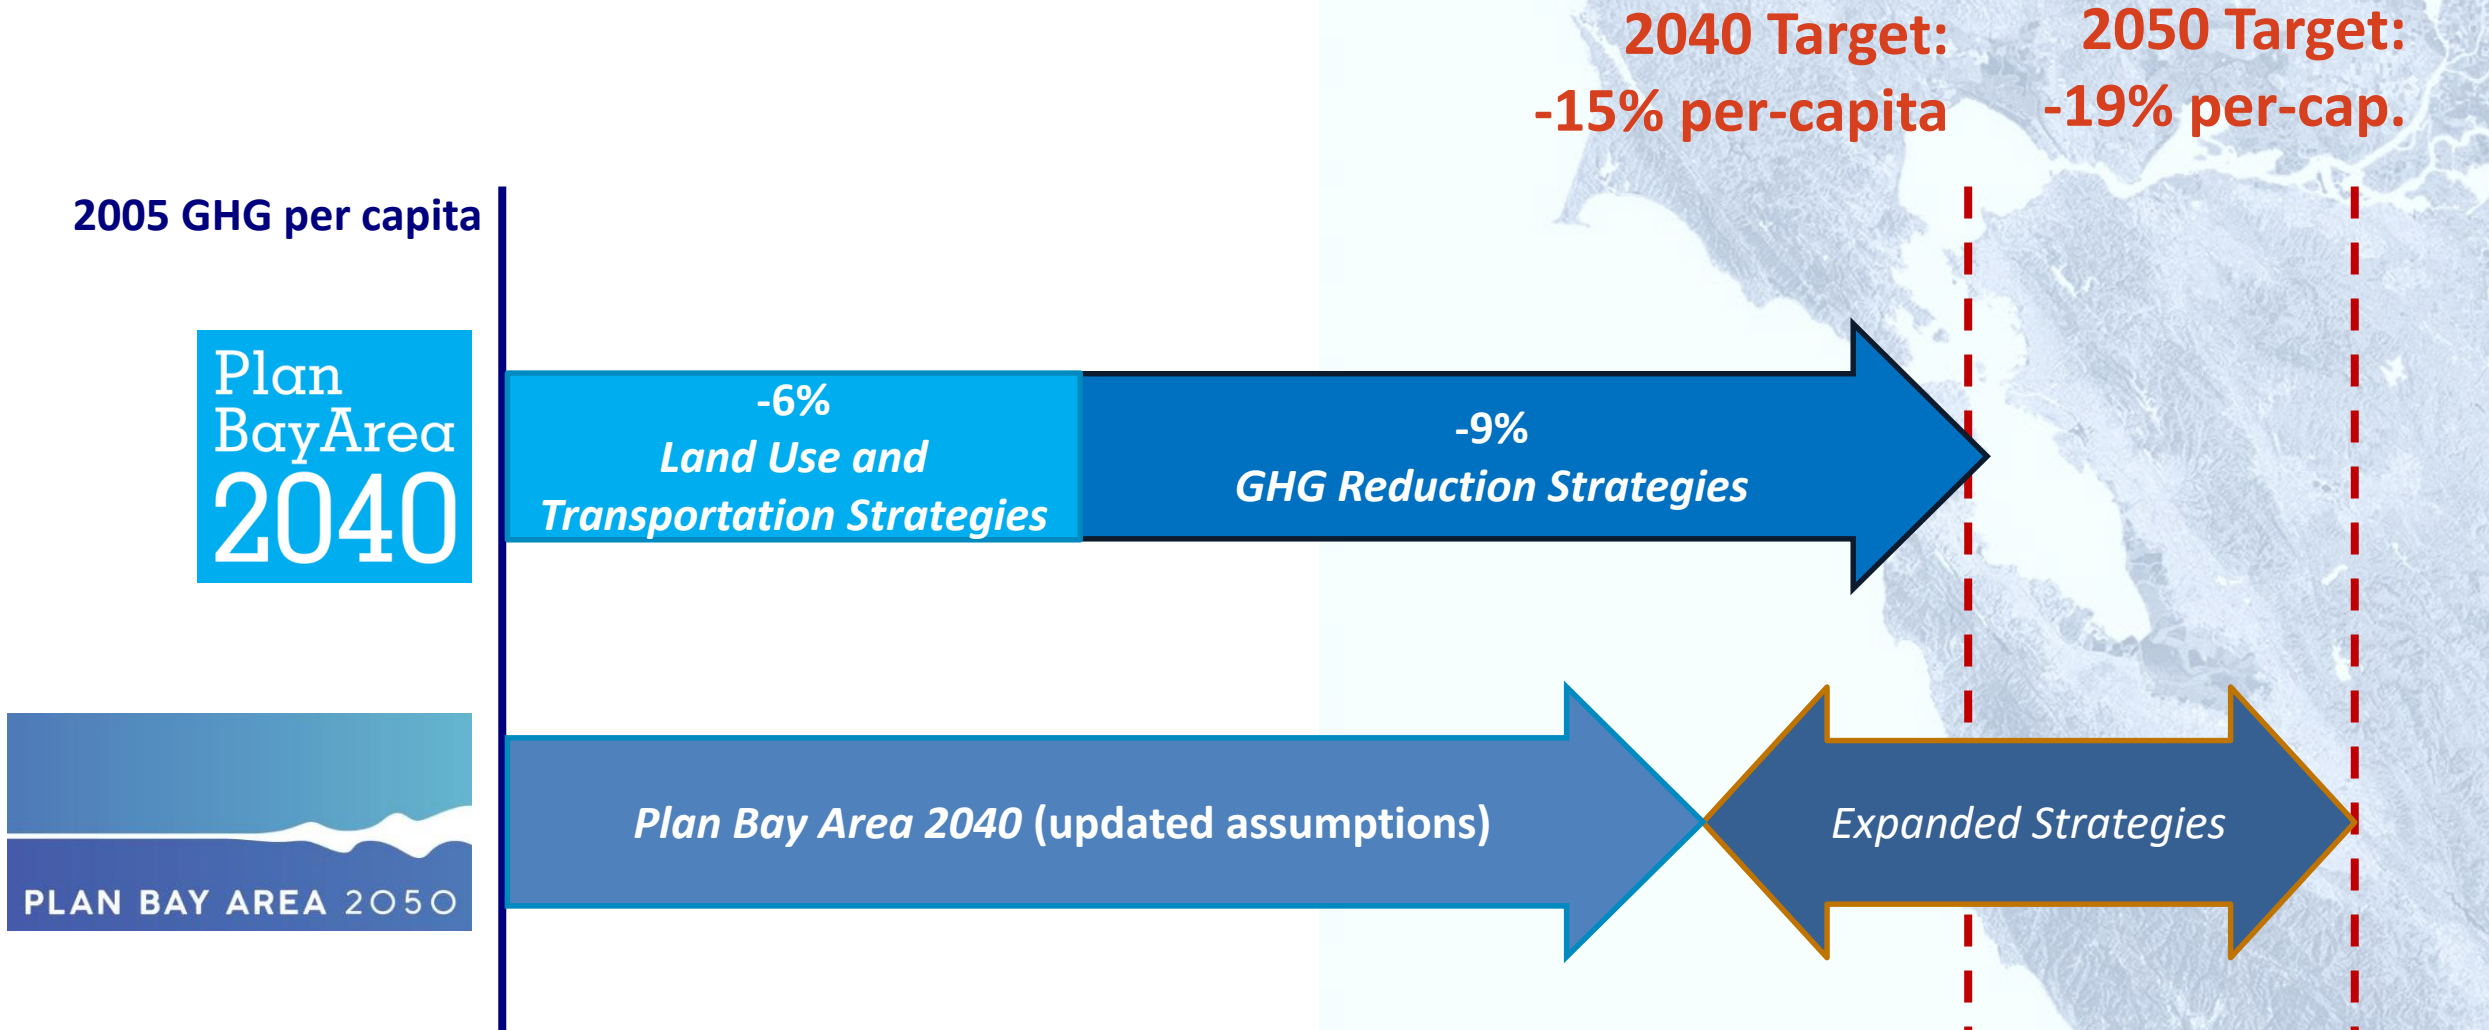 2040 Target:
-15% per-capita
2050 Target:
-19% per-cap.
2005 GHG per capita
Plan
BayArea
2040
-6%
Land Use and
Transportation Strategies
-9%
GHG Reduction Strategies
PLAN BAY AREA 2050
Plan Bay Area 2040 (updated assumptions)
Expanded Strategies